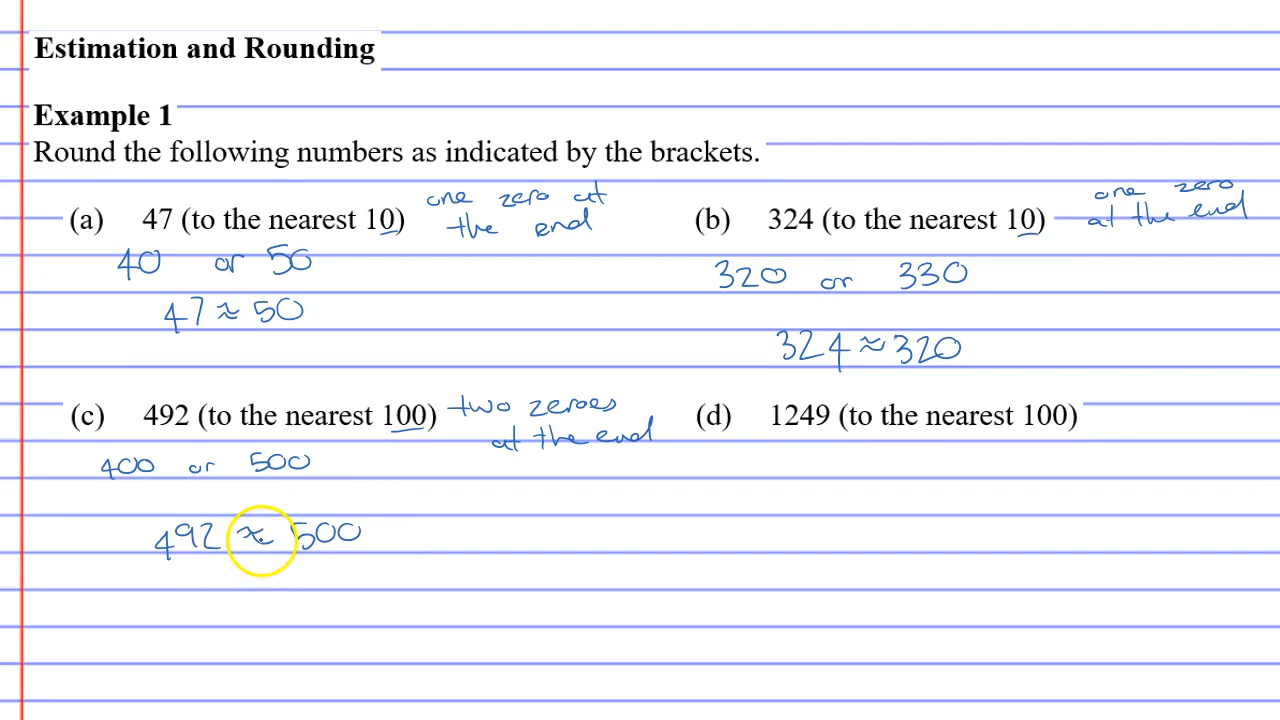 Estimation and Rounding
Example 1
Round the following numbers as indicated by the brackets.
(a) 47 (to the nearest 10)
one zero at
the end
40 or 50
47 ≈ 50
(b) 324 (to the nearest 10)
one zero
at the end
320 or 330
324 ≈ 320
(c) 492 (to the nearest 100)
two zeroes
at the end
400 or 500
492 ≈ 500
(d) 1249 (to the nearest 100)